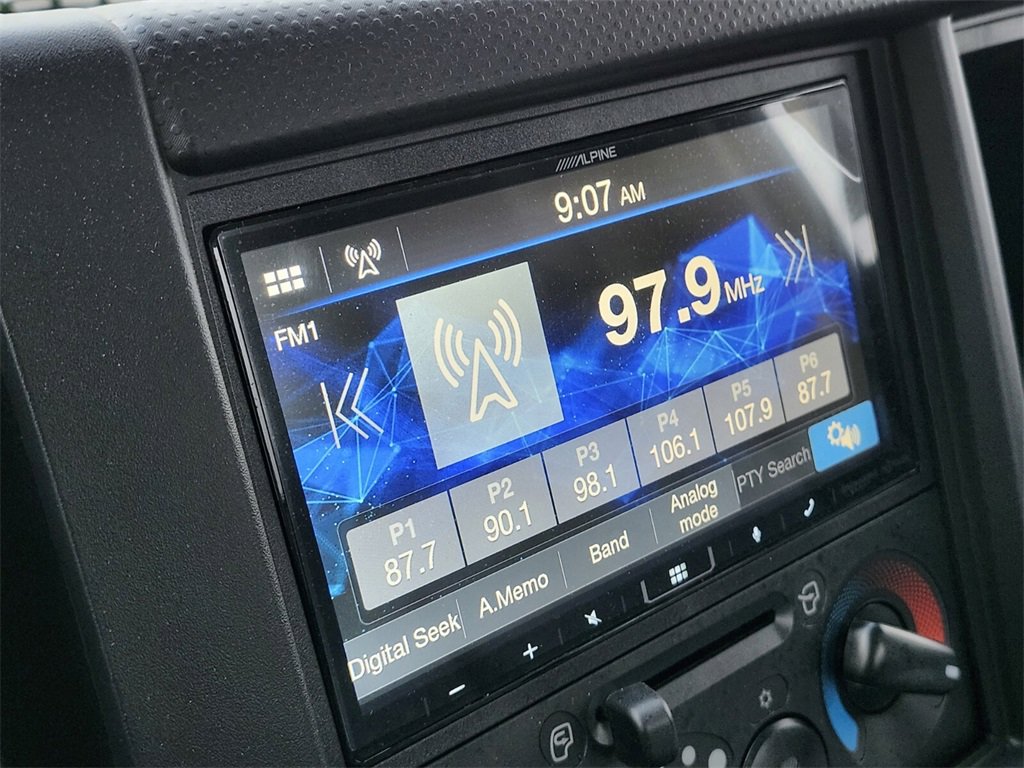 ALPINE
9:07 AM
FM1
97.9 MHz
P1
87.7
P2
90.1
P3
98.1
P4
106.1
P5
107.9
P6
87.7
Digital Seek
A.Memo
Band
Analog
mode
PTY Search